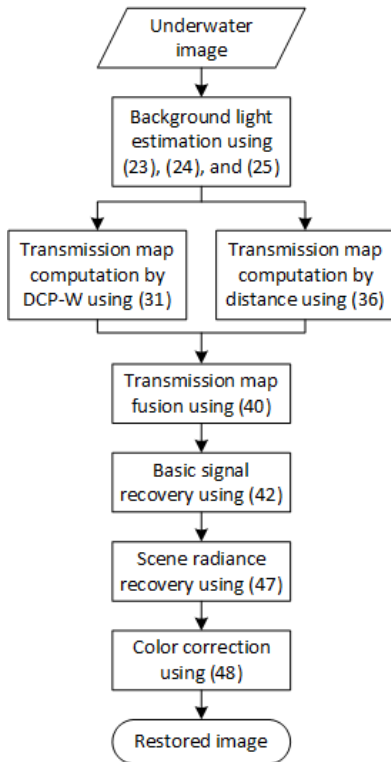 Underwater
image
Background light
estimation using
(23), (24), and (25)
Transmission map
computation by
DCP-W using (31)
Transmission map
computation by
distance using (36)
Transmission map
fusion using (40)
Basic signal
recovery using (42)
Scene radiance
recovery using (47)
Color correction
using (48)
Restored image